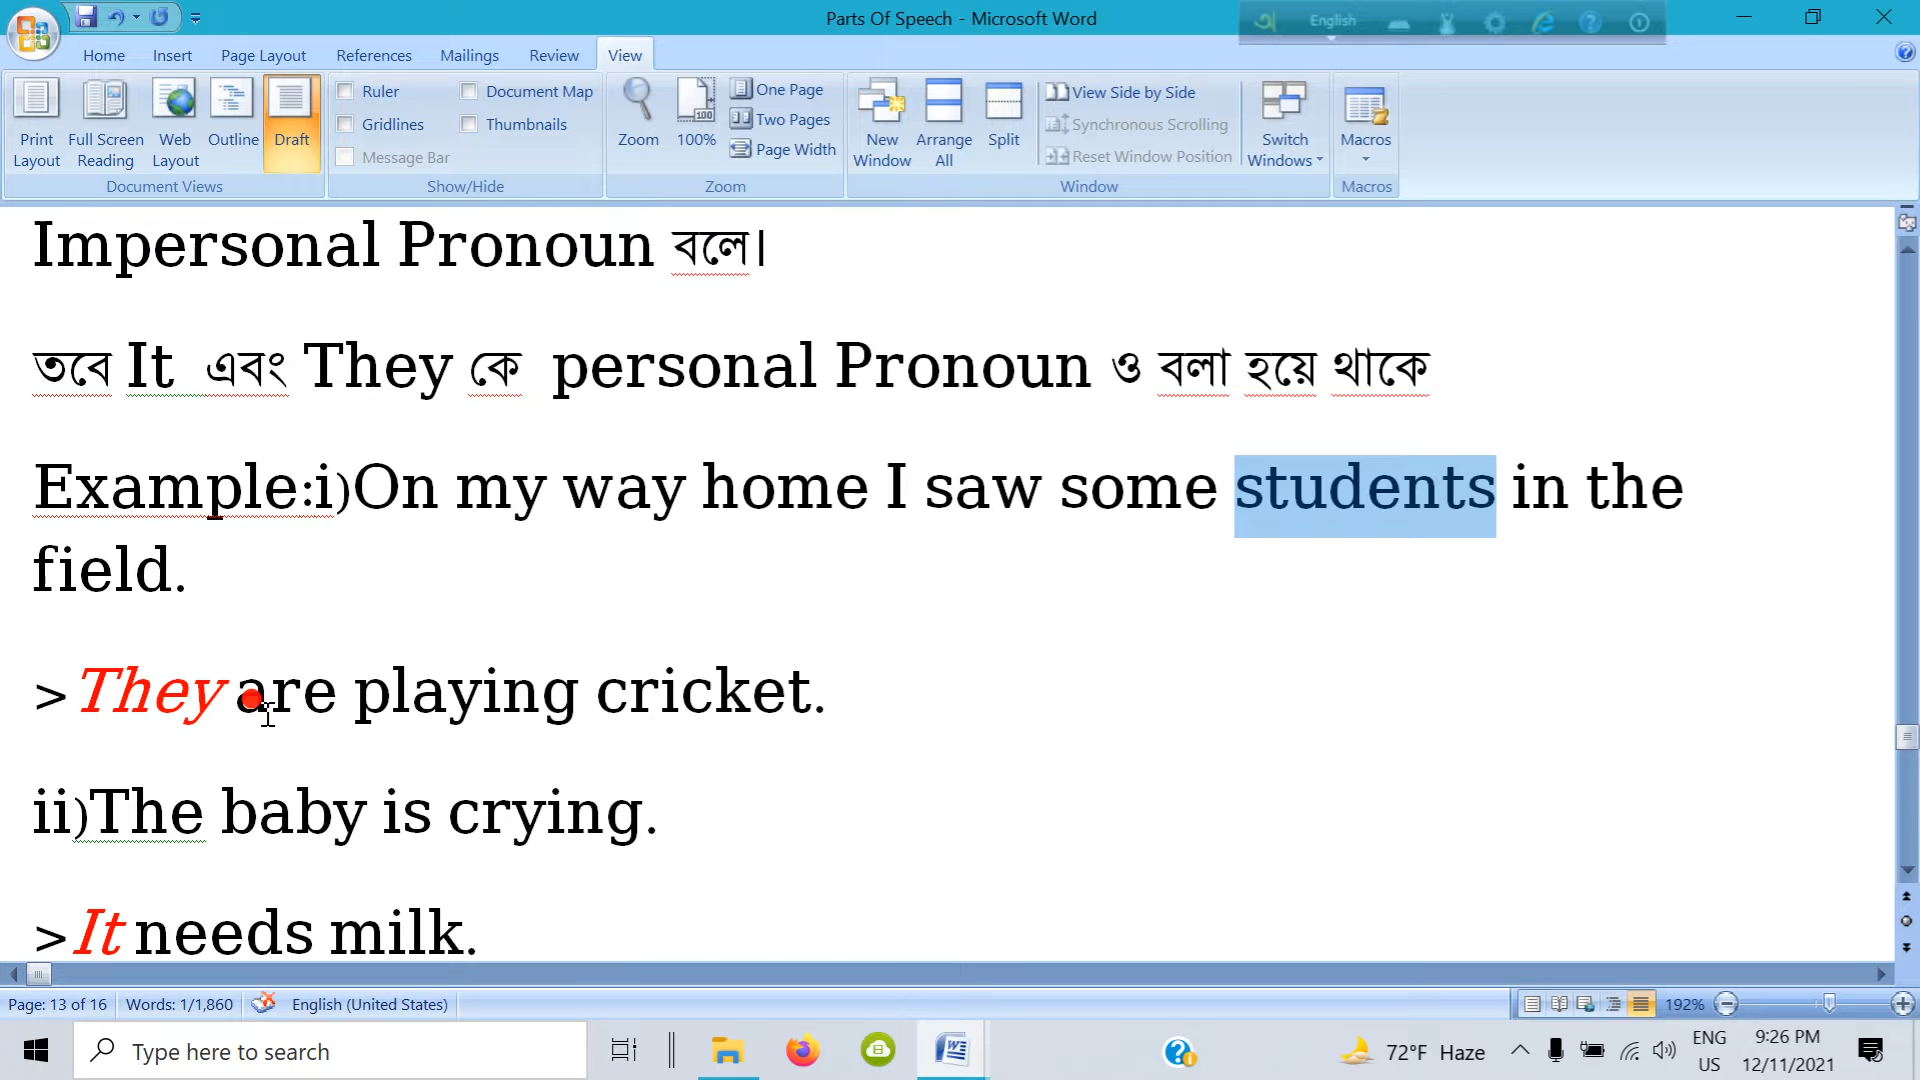 Parts Of Speech - Microsoft Word
English
Home Insert Page Layout References Mailings Review View
Ruler Document Map One Page View Side by Side
Gridlines Thumbnails Two Pages Synchronous Scrolling
Message Bar Page Width Reset Window Position
Print Layout Full Screen Reading Web Layout Outline Draft Zoom 100% New Window Arrange All Split Switch Windows Macros
Document Views Show/Hide Zoom Window Macros
Impersonal Pronoun বলে।
তবে It এবং They কে personal Pronoun ও বলা হয়ে থাকে
Example:i)On my way home I saw some students in the
field.
>They are playing cricket.
ii)The baby is crying.
>It needs milk.
Page: 13 of 16 Words: 1/1,860 English (United States) 192%
Type here to search 72°F Haze ENG 9:26 PM
US 12/11/2021